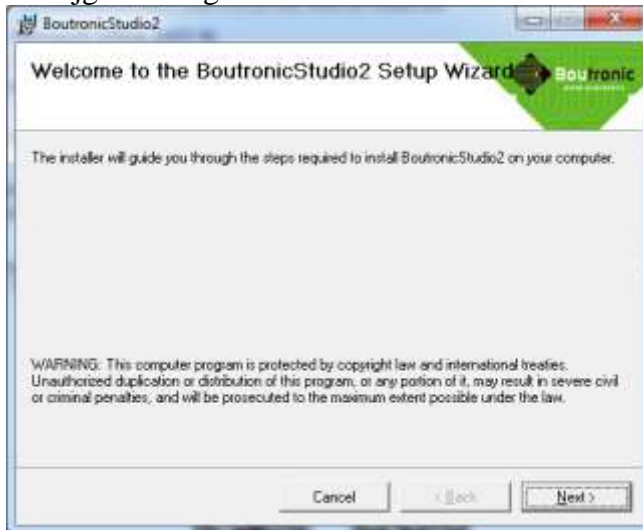 BoutronicStudio2
Welcome to the BoutronicStudio2 Setup Wizard
Boutronic
The installer will guide you through the steps required to install BoutronicStudio2 on your computer.
WARNING: This computer program is protected by copyright law and international treaties.
Unauthorized duplication or distribution of this program, or any portion of it, may result in severe civil
or criminal penalties, and will be prosecuted to the maximum extent possible under the law.
Cancel
< Back
Next >